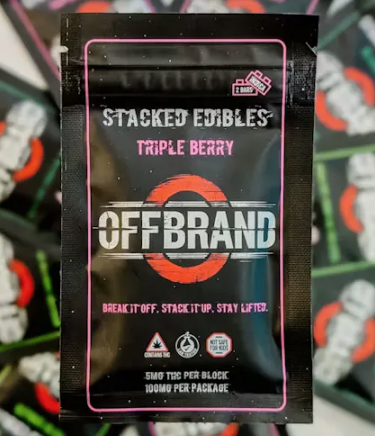 INDICA
2 BARS
STACKED EDIBLES
TRIPLE BERRY
OFFBRAND
BREAK IT OFF. STACK IT UP. STAY LIFTED.
CONTAINS THC
NOT SAFE
FOR KIDS
5MG THC PER BLOCK
100MG PER PACKAGE